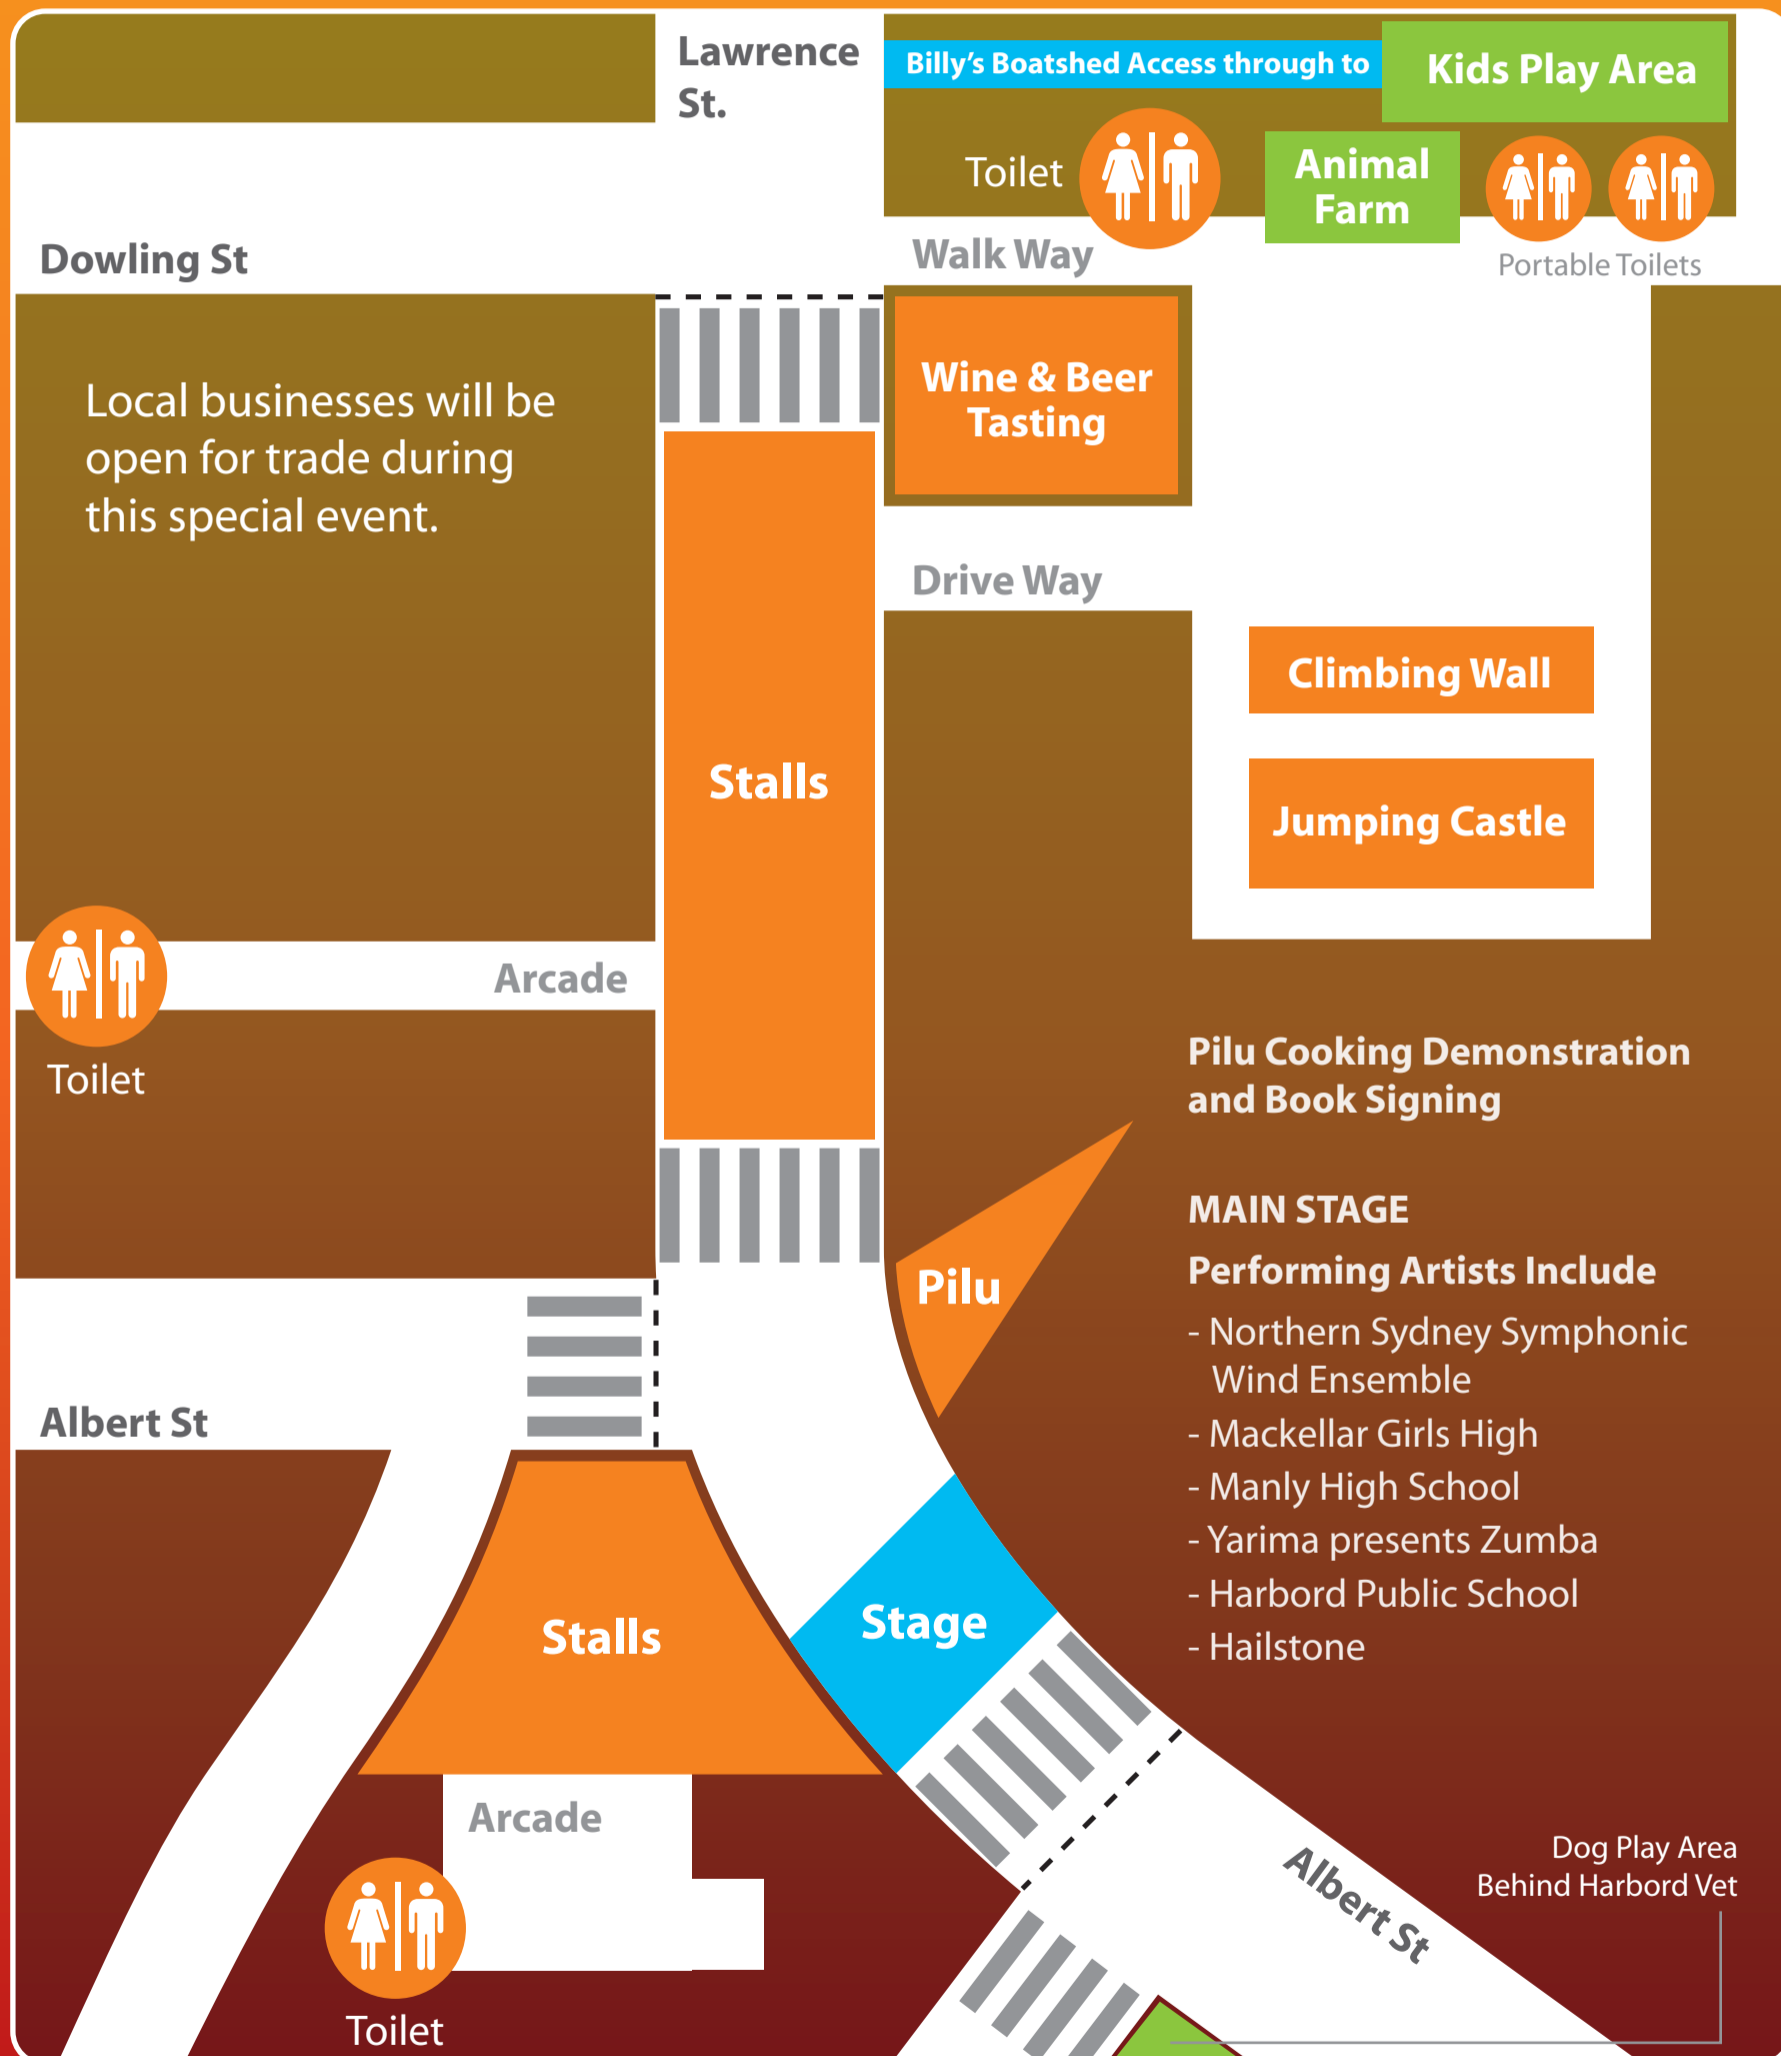 Lawrence
St.
Billy's Boatshed Access through to
Kids Play Area
Toilet
Animal
Farm
Portable Toilets
Dowling St
Walk Way
Local businesses will be
open for trade during
this special event.
Wine & Beer
Tasting
Drive Way
Climbing Wall
Stalls
Jumping Castle
Arcade
Toilet
Pilu Cooking Demonstration
and Book Signing
Pilu
MAIN STAGE
Performing Artists Include
- Northern Sydney Symphonic
Wind Ensemble
- Mackellar Girls High
- Manly High School
- Yarima presents Zumba
- Harbord Public School
- Hailstone
Albert St
Stalls
Stage
Arcade
Toilet
Albert St
Dog Play Area
Behind Harbord Vet